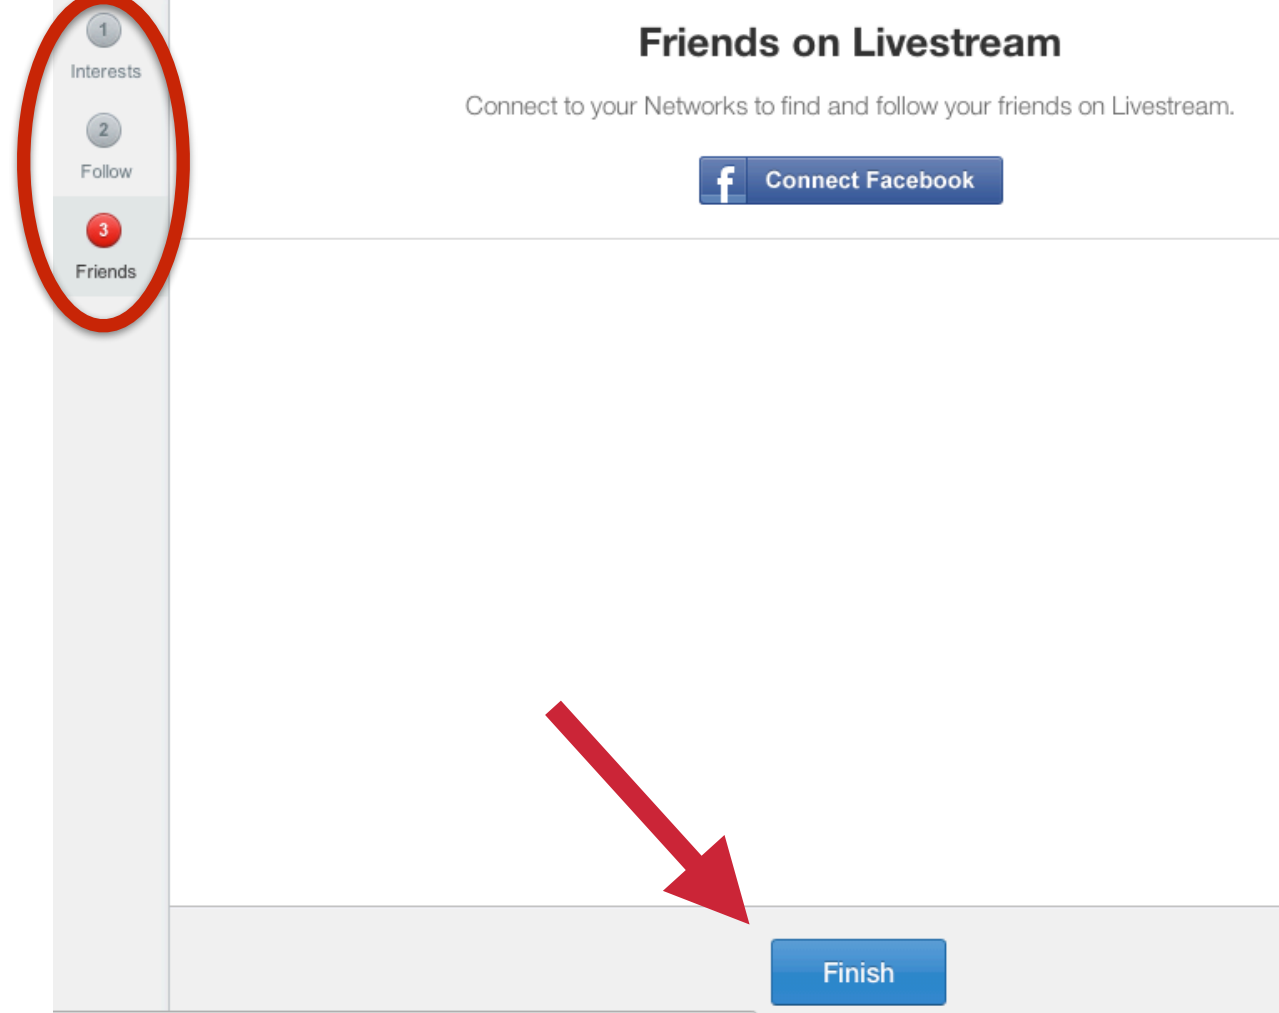 1
Interests
2
Follow
3
Friends
Friends on Livestream
Connect to your Networks to find and follow your friends on Livestream.
f Connect Facebook
Finish